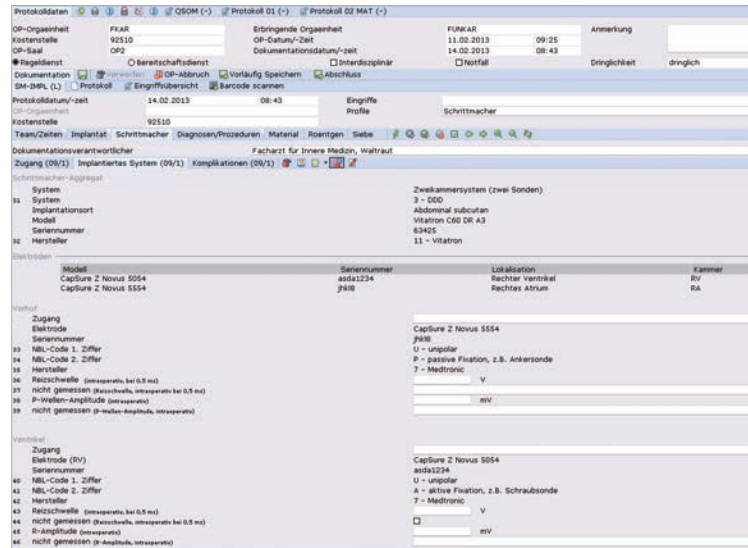 Protokolldaten QSOM (-) Protokoll 01 (-) Protokoll 02 MAT (-)
OP-Orgaeinheit FKAR Erbringende Orgaeinheit FUNKAR Anmerkung
Kostenstelle 92510 OP-Datum/-Zeit 11.02.2013 09:25
OP-Saal OP2 Dokumentationsdatum/-zeit 14.02.2013 08:43
Regeldienst Bereitschaftsdienst Interdisziplinär Notfall Dringlichkeit dringlich
Dokumentation Verwerfen OP-Abbruch Vorläufig Speichern Abschluss
SM-IMPL (L) Protokoll Eingriffsübersicht Barcode scannen
Protokolldatum/-zeit 14.02.2013 08:43 Eingriffe
OP-Orgaeinheit Profile Schrittmacher
Kostenstelle 92510
Team/Zeiten Implantat Schrittmacher Diagnosen/Prozeduren Material Roentgen Siebe
Dokumentationsverantwortlicher Facharzt für Innere Medizin, Waltraut
Zugang (09/1) Implantiertes System (09/1) Komplikationen (09/1)
Schrittmacher-Aggregat
System Zweikammersystem (zwei Sonden)
31 System 3 - DDD
Implantationsort Abdominal subcutan
Modell Vitatron C60 DR A3
Seriennummer 63425
32 Hersteller 11 - Vitatron
Elektroden
Modell Seriennummer Lokalisation Kammer
CapSure Z Novus 5054 asda1234 Rechter Ventrikel RV
CapSure Z Novus 5554 jhkl8 Rechtes Atrium RA
Vorhof
Zugang
Elektrode CapSure Z Novus 5554
Seriennummer jhkl8
33 NBL-Code 1. Ziffer U - unipolar
34 NBL-Code 2. Ziffer P - passive Fixation, z.B. Ankersonde
35 Hersteller 7 - Medtronic
36 Reizschwelle (intraoperativ, bei 0,5 ms) V
37 nicht gemessen (Reizschwelle, intraoperativ bei 0,5 ms)
38 P-Wellen-Amplitude (intraoperativ) mV
39 nicht gemessen (P-Wellen-Amplitude, intraoperativ)
Ventrikel
Zugang
Elektrode (RV) CapSure Z Novus 5054
Seriennummer asda1234
40 NBL-Code 1. Ziffer U - unipolar
41 NBL-Code 2. Ziffer A - aktive Fixation, z.B. Schraubsonde
42 Hersteller 7 - Medtronic
43 Reizschwelle (intraoperativ, bei 0,5 ms) V
44 nicht gemessen (Reizschwelle, intraoperativ bei 0,5 ms)
45 R-Amplitude (intraoperativ) mV
46 nicht gemessen (R-Amplitude, intraoperativ)